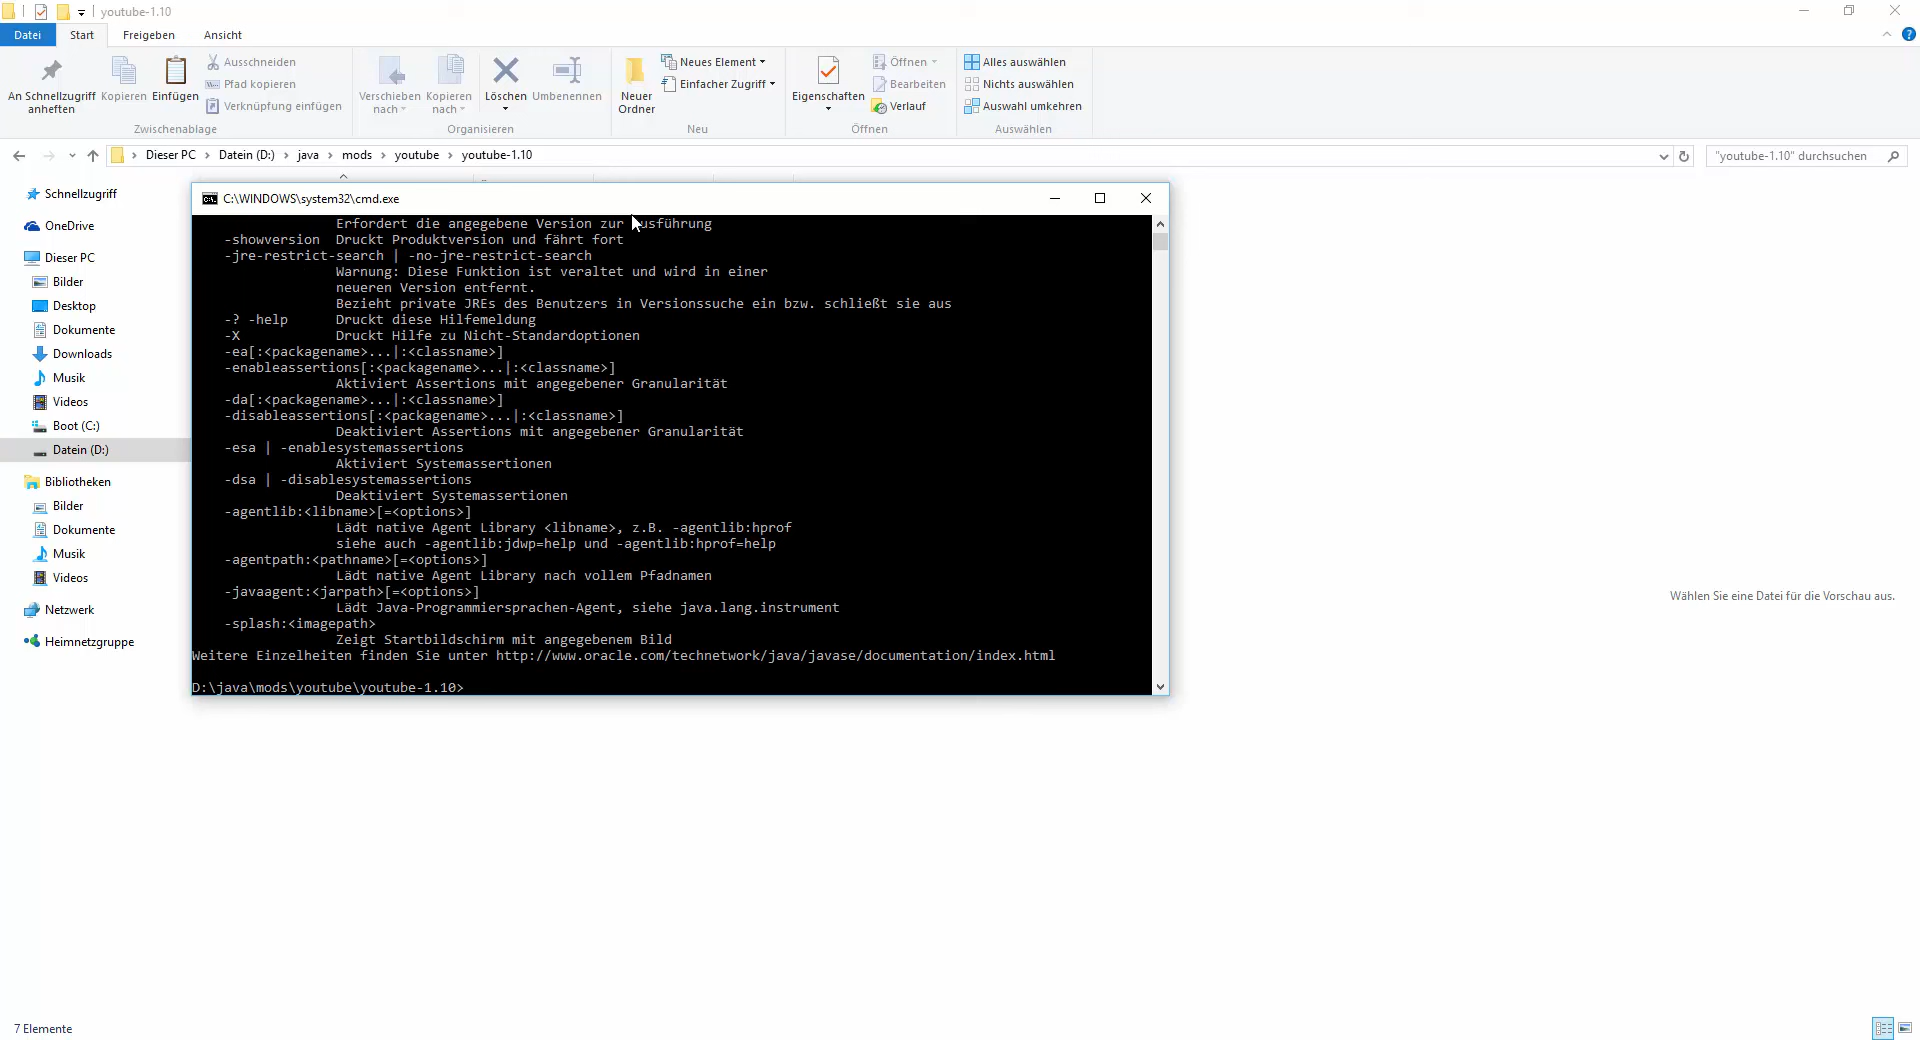 youtube-1.10
Datei Start Freigeben Ansicht
An Schnellzugriff anheften
Kopieren
Einfügen
Ausschneiden
Pfad kopieren
Verknüpfung einfügen
Zwischenablage
Verschieben nach
Kopieren nach
Löschen
Umbenennen
Organisieren
Neuer Ordner
Neues Element
Einfacher Zugriff
Neu
Eigenschaften
Öffnen
Bearbeiten
Verlauf
Öffnen
Alles auswählen
Nichts auswählen
Auswahl umkehren
Auswählen
Dieser PC > Datein (D:) > java > mods > youtube > youtube-1.10
"youtube-1.10" durchsuchen
Schnellzugriff
OneDrive
Dieser PC
Bilder
Desktop
Dokumente
Downloads
Musik
Videos
Boot (C:)
Datein (D:)
Bibliotheken
Bilder
Dokumente
Musik
Videos
Netzwerk
Heimnetzgruppe
C:\WINDOWS\system32\cmd.exe
Erfordert die angegebene Version zur usführung
-showversion Druckt Produktversion und fährt fort
-jre-restrict-search | -no-jre-restrict-search
Warnung: Diese Funktion ist veraltet und wird in einer
neueren Version entfernt.
Bezieht private JREs des Benutzers in Versionssuche ein bzw. schließt sie aus
-? -help Druckt diese Hilfemeldung
-X Druckt Hilfe zu Nicht-Standardoptionen
-ea[:<packagename>...|:<classname>]
-enableassertions[:<packagename>...|:<classname>]
Aktiviert Assertions mit angegebener Granularität
-da[:<packagename>...|:<classname>]
-disableassertions[:<packagename>...|:<classname>]
Deaktiviert Assertions mit angegebener Granularität
-esa | -enablesystemassertions
Aktiviert Systemassertionen
-dsa | -disablesystemassertions
Deaktiviert Systemassertionen
-agentlib:<libname>[=<options>]
Lädt native Agent Library <libname>, z.B. -agentlib:hprof
siehe auch -agentlib:jdwp=help und -agentlib:hprof=help
-agentpath:<pathname>[=<options>]
Lädt native Agent Library nach vollem Pfadnamen
-javaagent:<jarpath>[=<options>]
Lädt Java-Programmiersprachen-Agent, siehe java.lang.instrument
-splash:<imagepath>
Zeigt Startbildschirm mit angegebenem Bild
Weitere Einzelheiten finden Sie unter http://www.oracle.com/technetwork/java/javase/documentation/index.html
D:\java\mods\youtube\youtube-1.10>
Wählen Sie eine Datei für die Vorschau aus.
7 Elemente